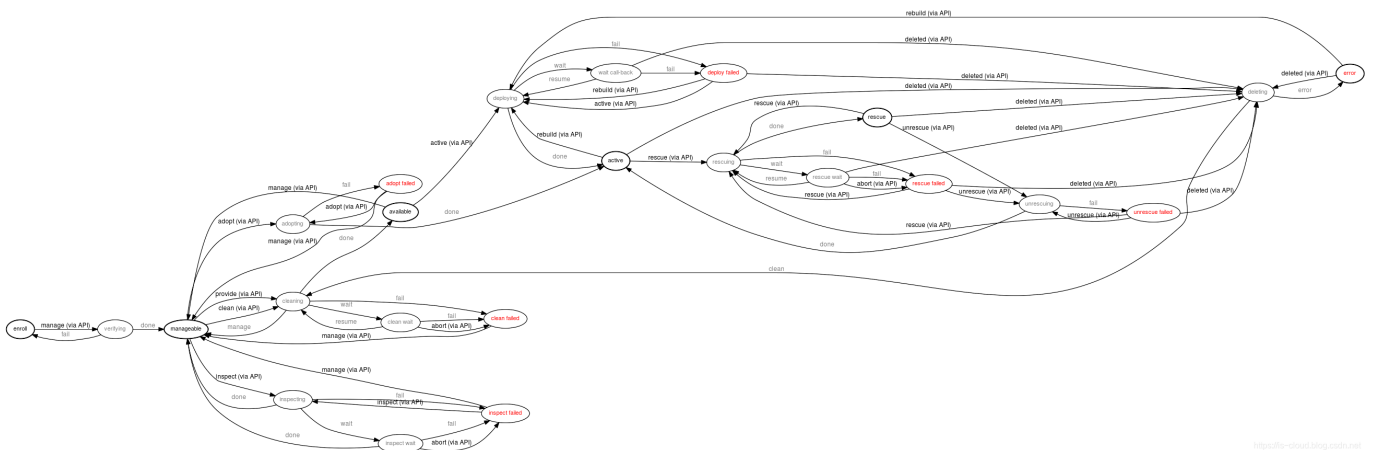 rebuild (via API)
fail
deleted (via API)
wait
wait call-back
fail
deploy failed
deleted (via API)
error
deleted (via API)
resume
rebuild (via API)
deleted (via API)
deleting
error
deploying
active (via API)
rescue (via API)
rescue
deleted (via API)
done
unrescue (via API)
deleted (via API)
active (via API)
rebuild (via API)
done
active
rescue (via API)
rescuing
fail
wait
rescue wait
resume
fail
abort (via API)
rescue failed
deleted (via API)
rescue (via API)
unrescue (via API)
deleted (via API)
manage (via API)
fail
adopt failed
adopt (via API)
available
done
unrescuing
fail
unrescue (via API)
unrescue failed
adopt (via API)
adopting
rescue (via API)
manage (via API)
done
done
clean
provide (via API)
cleaning
fail
clean (via API)
wait
enroll
manage (via API)
fail
verifying
done
manageable
manage
resume
clean wait
fail
abort (via API)
clean failed
manage (via API)
manage (via API)
inspect (via API)
done
inspecting
fail
inspect (via API)
inspect failed
wait
fail
done
inspect wait
abort (via API)